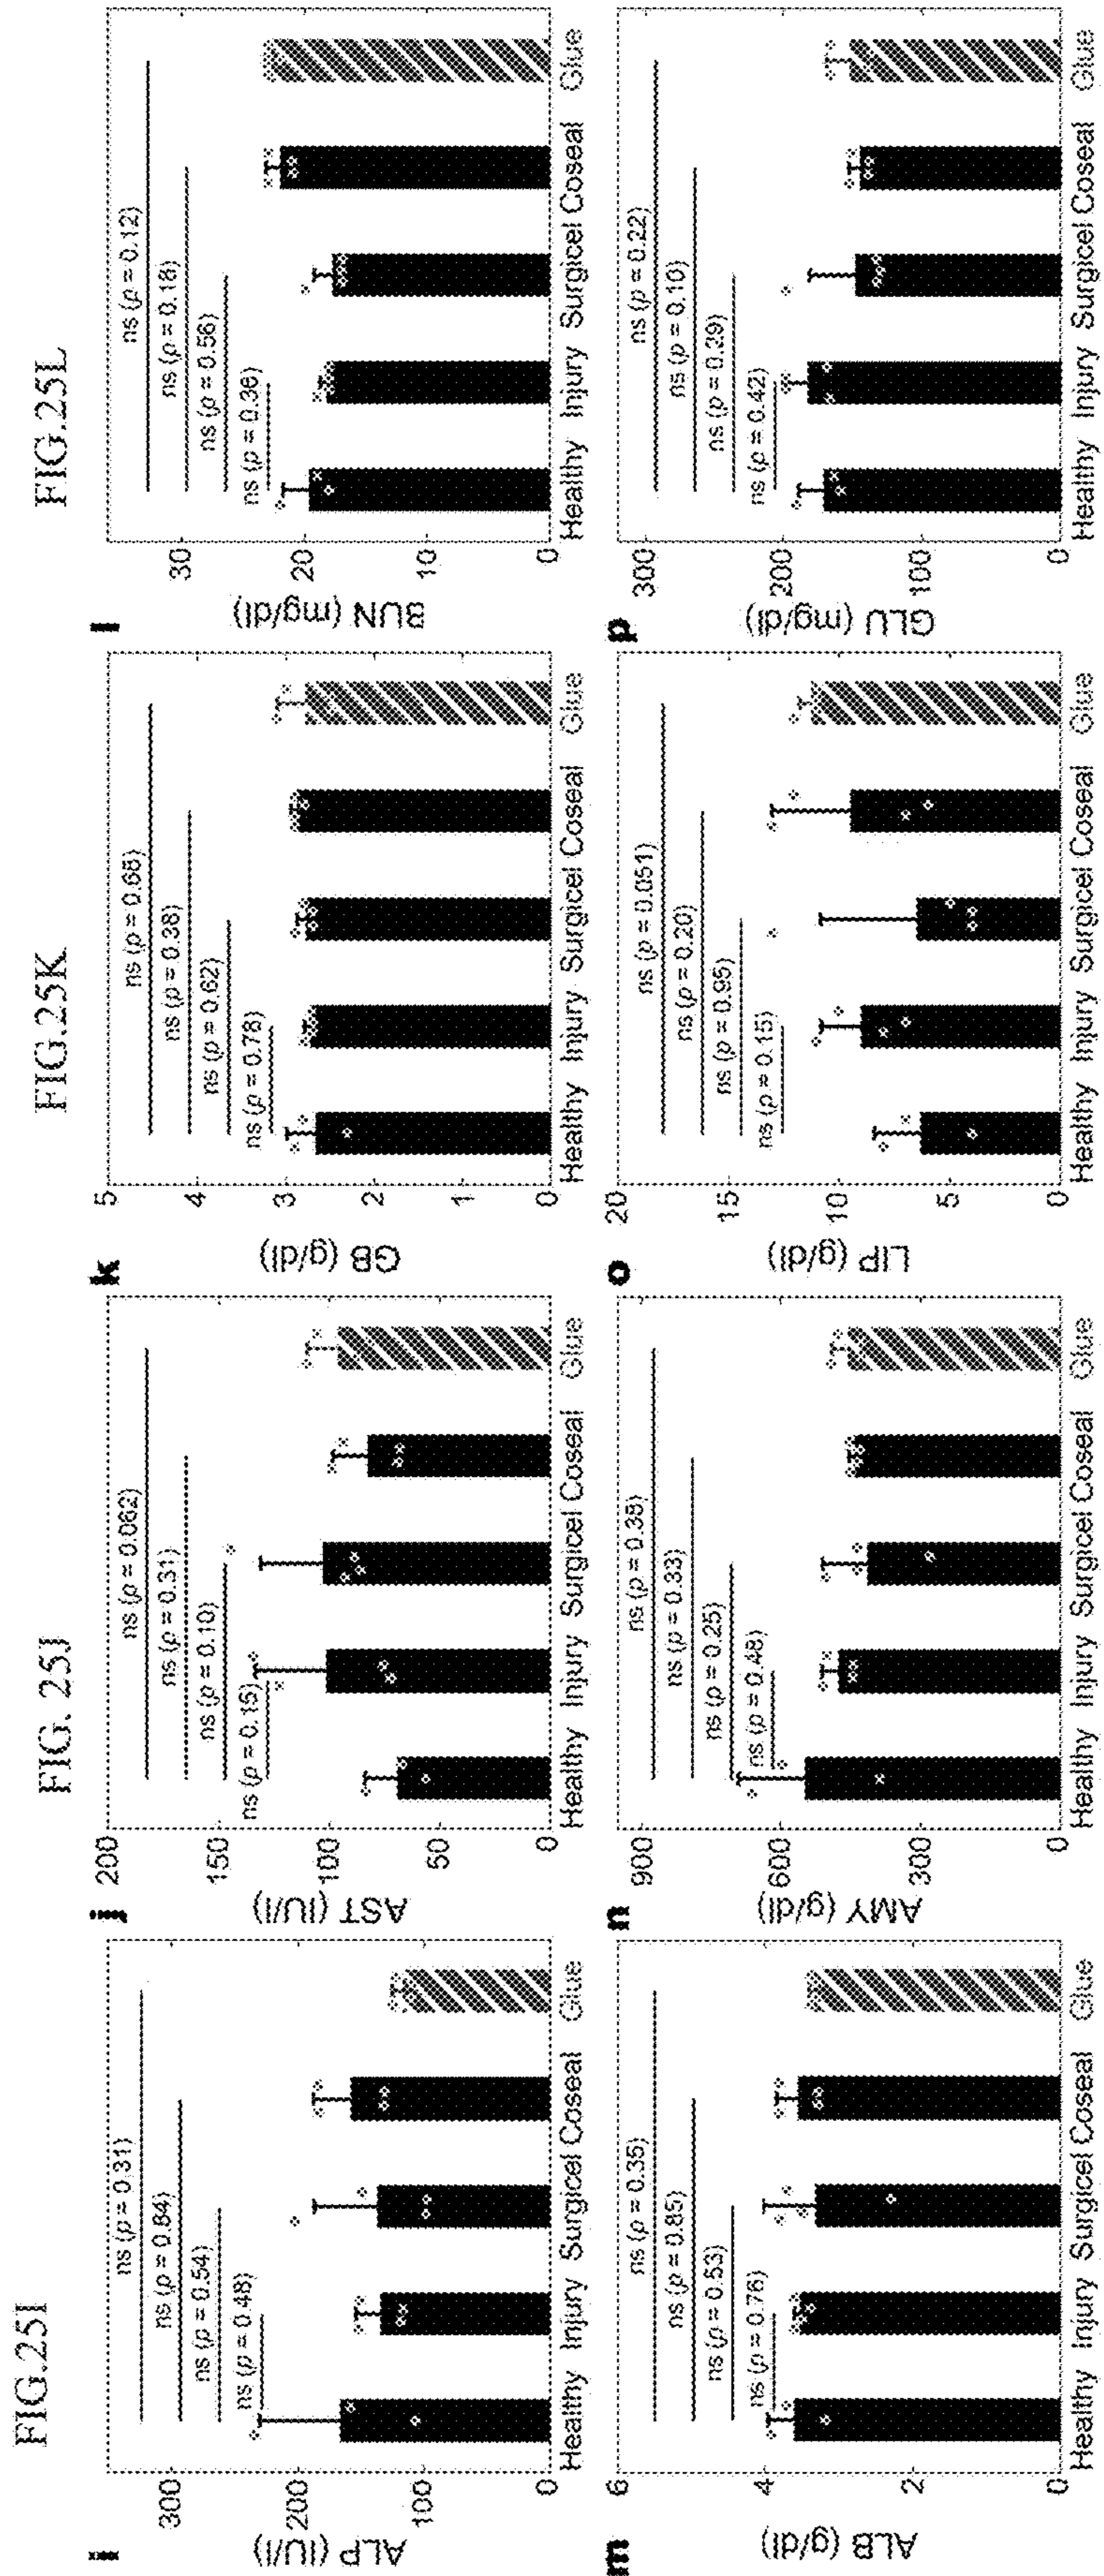 FIG.25I
FIG. 25J
FIG.25K
FIG.25L
i
ALP (IU/l)
300
200
100
0
ns (p = 0.31)
ns (p = 0.84)
ns (p = 0.54)
ns (p = 0.48)
Healthy Injury Surgicel Coseal Glue
j
AST (IU/l)
200
150
100
50
0
ns (p = 0.062)
ns (p = 0.31)
ns (p = 0.10)
ns (p = 0.15)
Healthy Injury Surgicel Coseal Glue
k
GB (g/dl)
5
4
3
2
1
0
ns (p = 0.68)
ns (p = 0.38)
ns (p = 0.62)
ns (p = 0.78)
Healthy Injury Surgicel Coseal Glue
l
BUN (mg/dl)
30
20
10
0
ns (p = 0.12)
ns (p = 0.18)
ns (p = 0.56)
ns (p = 0.36)
Healthy Injury Surgicel Coseal Glue
m
ALB (g/dl)
6
4
2
0
ns (p = 0.35)
ns (p = 0.85)
ns (p = 0.53)
ns (p = 0.76)
Healthy Injury Surgicel Coseal Glue
n
AMY (g/dl)
900
600
300
0
ns (p = 0.38)
ns (p = 0.33)
ns (p = 0.25)
ns (p = 0.48)
Healthy Injury Surgicel Coseal Glue
o
LIP (g/dl)
20
15
10
5
0
ns (p = 0.051)
ns (p = 0.20)
ns (p = 0.95)
ns (p = 0.15)
Healthy Injury Surgicel Coseal Glue
p
GLU (mg/dl)
300
200
100
0
ns (p = 0.22)
ns (p = 0.10)
ns (p = 0.29)
ns (p = 0.42)
Healthy Injury Surgicel Coseal Glue